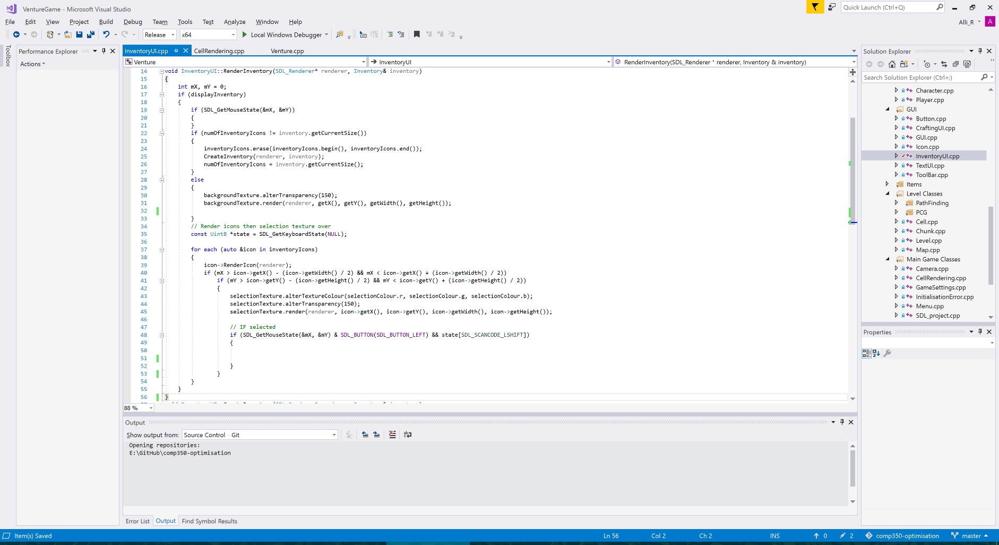 VentureGame - Microsoft Visual Studio
Quick Launch (Ctrl+Q)
File Edit View Project Build Debug Team Tools Test Analyze Window Help
Alli_R A
Release x64 Local Windows Debugger
Toolbox
Performance Explorer
Actions
InventoryUI.cpp CellRendering.cpp Venture.cpp
Venture InventoryUI RenderInventory(SDL_Renderer * renderer, Inventory & inventory)
14 void InventoryUI::RenderInventory(SDL_Renderer* renderer, Inventory& inventory)
15 {
16 int mX, mY = 0;
17 if (displayInventory)
18 {
19 if (SDL_GetMouseState(&mX, &mY))
20 {
21 }
22 if (numOfInventoryIcons != inventory.getCurrentSize())
23 {
24 inventoryIcons.erase(inventoryIcons.begin(), inventoryIcons.end());
25 CreateInventory(renderer, inventory);
26 numOfInventoryIcons = inventory.getCurrentSize();
27 }
28 else
29 {
30 backgroundTexture.alterTransparency(150);
31 backgroundTexture.render(renderer, getX(), getY(), getWidth(), getHeight());
32
33 }
34 // Render icons then selection texture over
35 const Uint8 *state = SDL_GetKeyboardState(NULL);
36
37 for each (auto &icon in inventoryIcons)
38 {
39 icon->RenderIcon(renderer);
40 if (mX > icon->getX() - (icon->getWidth() / 2) && mX < icon->getX() + (icon->getWidth() / 2))
41 if (mY > icon->getY() - (icon->getHeight() / 2) && mY < icon->getY() + (icon->getHeight() / 2))
42 {
43 selectionTexture.alterTextureColour(selectionColour.r, selectionColour.g, selectionColour.b);
44 selectionTexture.alterTransparency(150);
45 selectionTexture.render(renderer, icon->getX(), icon->getY(), icon->getWidth(), icon->getHeight());
46
47 // IF selected
48 if (SDL_GetMouseState(&mX, &mY) & SDL_BUTTON(SDL_BUTTON_LEFT) && state[SDL_SCANCODE_LSHIFT])
49 {
50
51
52 }
53 }
54 }
55 }
56 }
88 %
Output
Show output from: Source Control - Git
Opening repositories:
E:\GitHub\comp350-optimisation
Error List Output Find Symbol Results
Solution Explorer
Search Solution Explorer (Ctrl+;)
Character.cpp
Player.cpp
GUI
Button.cpp
CraftingUI.cpp
GUI.cpp
Icon.cpp
InventoryUI.cpp
TextUI.cpp
ToolBar.cpp
Items
Level Classes
PathFinding
PCG
Cell.cpp
Chunk.cpp
Level.cpp
Map.cpp
Main Game Classes
Camera.cpp
CellRendering.cpp
GameSettings.cpp
InitialisationError.cpp
Menu.cpp
SDL_project.cpp
Properties
Item(s) Saved Ln 56 Col 2 Ch 2 INS 0 2 comp350-optimisation master